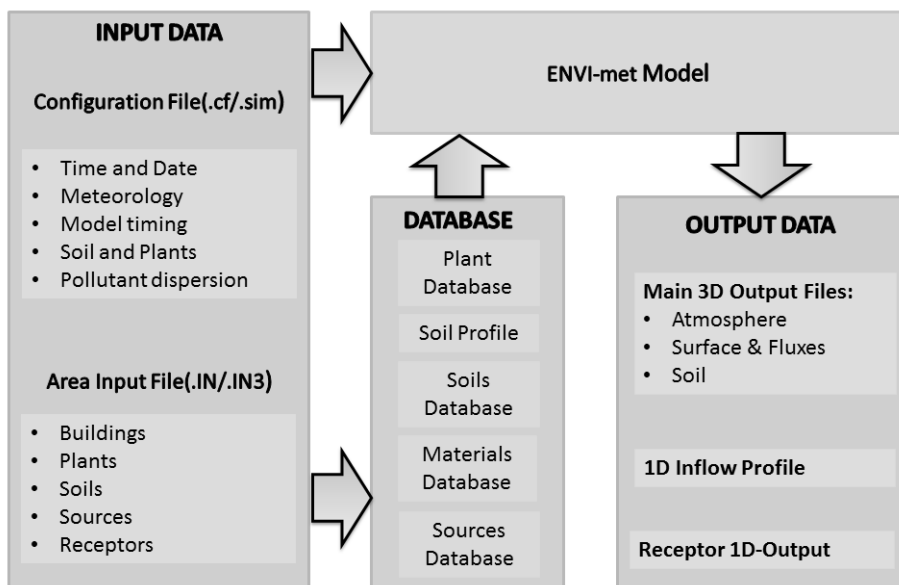 INPUT DATA
Configuration File(.cf/.sim)
• Time and Date
• Meteorology
• Model timing
• Soil and Plants
• Pollutant dispersion
Area Input File(.IN/.IN3)
• Buildings
• Plants
• Soils
• Sources
• Receptors
ENVI-met Model
DATABASE
Plant
Database
Soil Profile
Soils
Database
Materials
Database
Sources
Database
OUTPUT DATA
Main 3D Output Files:
• Atmosphere
• Surface & Fluxes
• Soil
1D Inflow Profile
Receptor 1D-Output